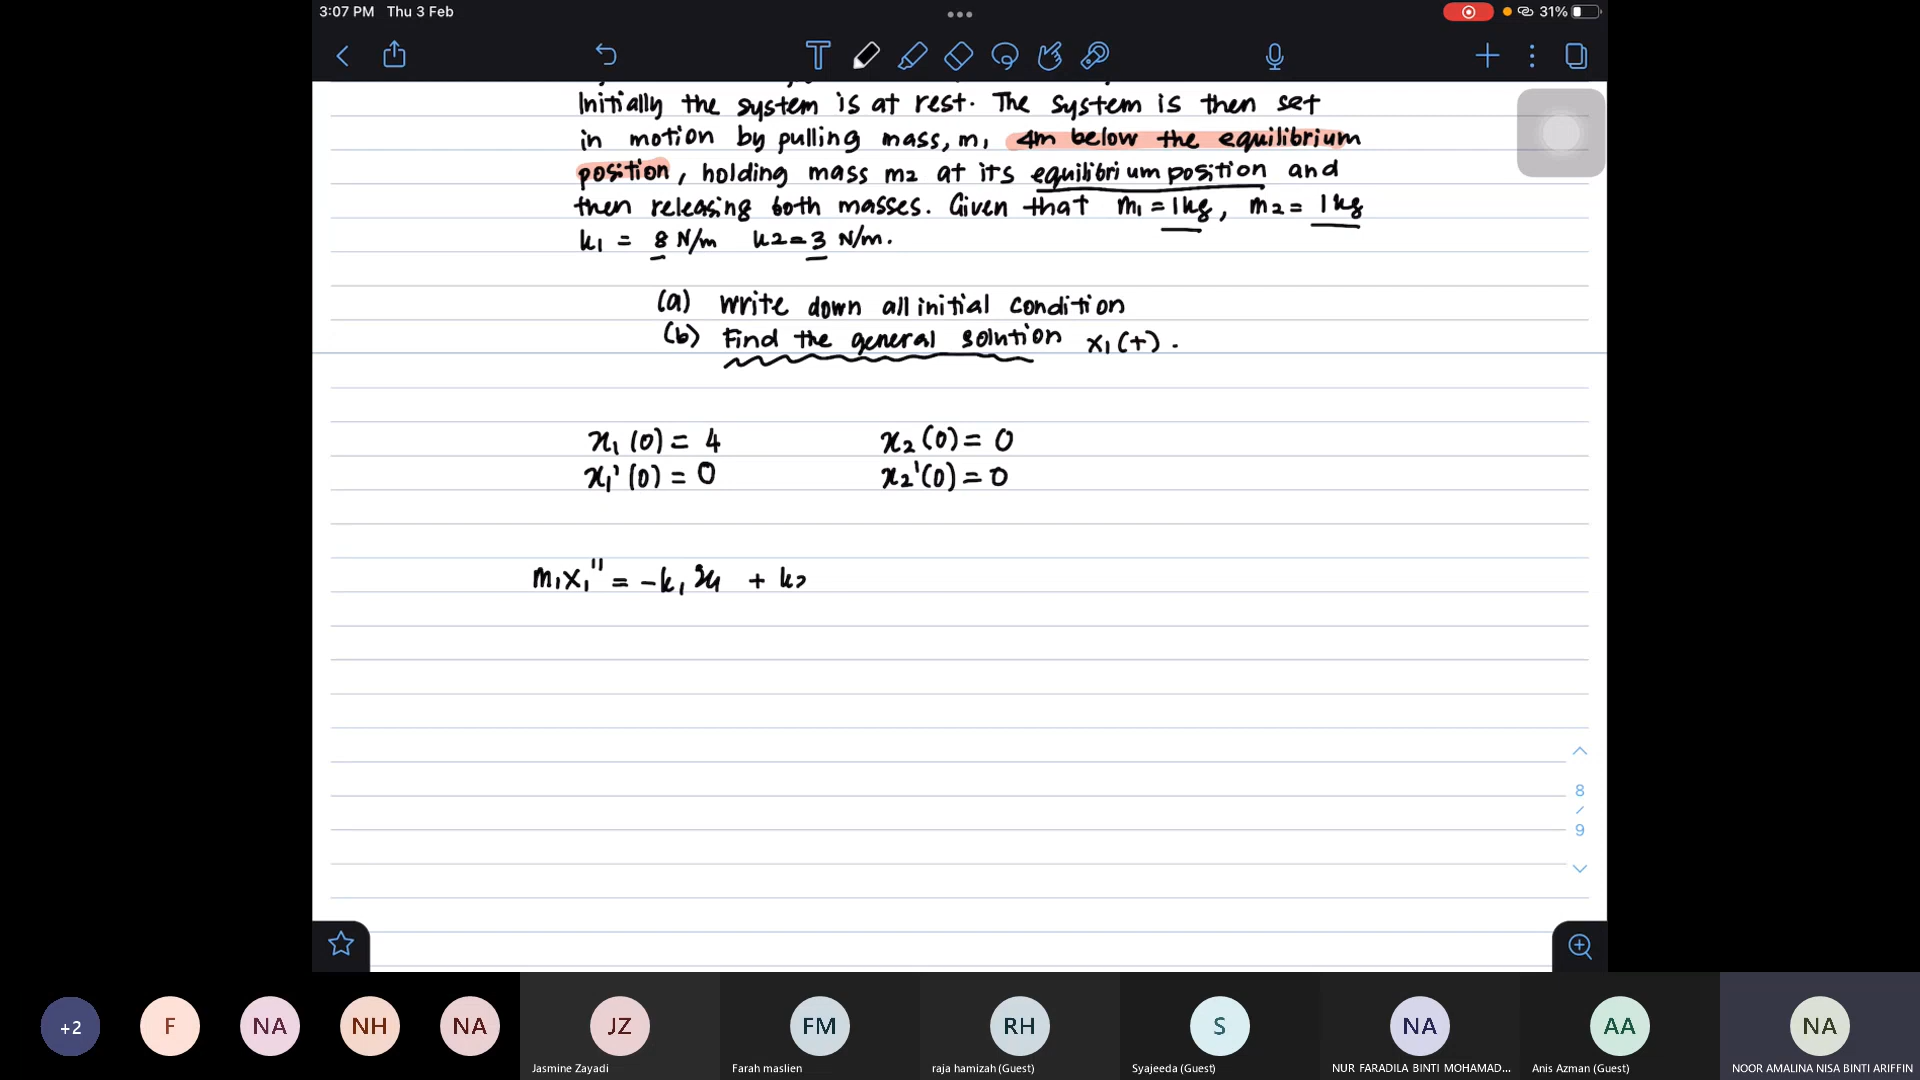 3:07 PM Thu 3 Feb
31%
Initially the system is at rest. The system is then set
in motion by pulling mass, m1 4m below the equilibrium
position, holding mass m2 at its equilibrium position and
then releasing both masses. Given that m1 = 1kg, m2 = 1kg
k1 = 8 N/m k2 = 3 N/m.
(a) Write down all initial condition
(b) Find the general solution x1(t).
x1(0) = 4 x2(0) = 0
x1'(0) = 0 x2'(0) = 0
m1x1'' = -k1x1 + k2
8
/
9
+2 F NA NH NA JZ FM RH S NA AA NA
Jasmine Zayadi Farah maslien raja hamizah (Guest) Syajeeda (Guest) NUR FARADILA BINTI MOHAMAD... Anis Azman (Guest) NOOR AMALINA NISA BINTI ARIFFIN